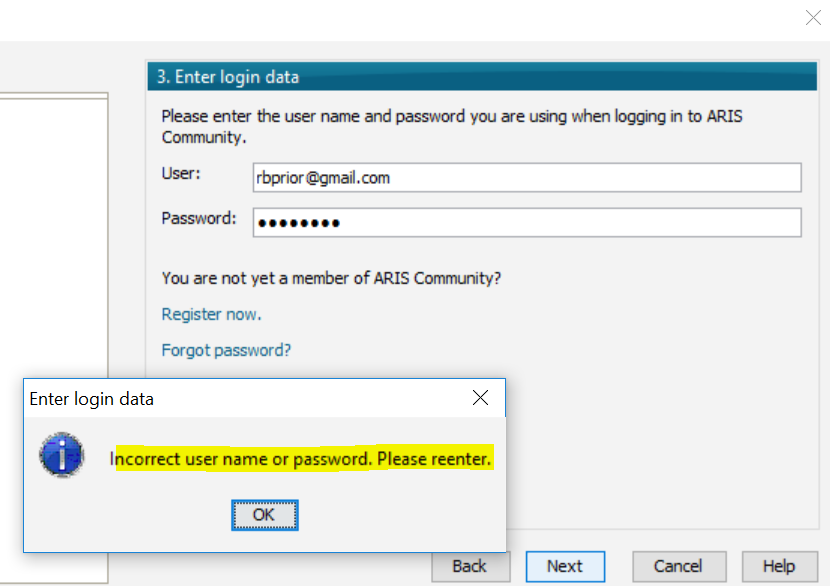 3. Enter login data
Please enter the user name and password you are using when logging in to ARIS
Community.
User:
rbprior@gmail.com
Password:
●●●●●●●●
You are not yet a member of ARIS Community?
Register now.
Forgot password?
Enter login data
Incorrect user name or password. Please reenter.
OK
Back
Next
Cancel
Help